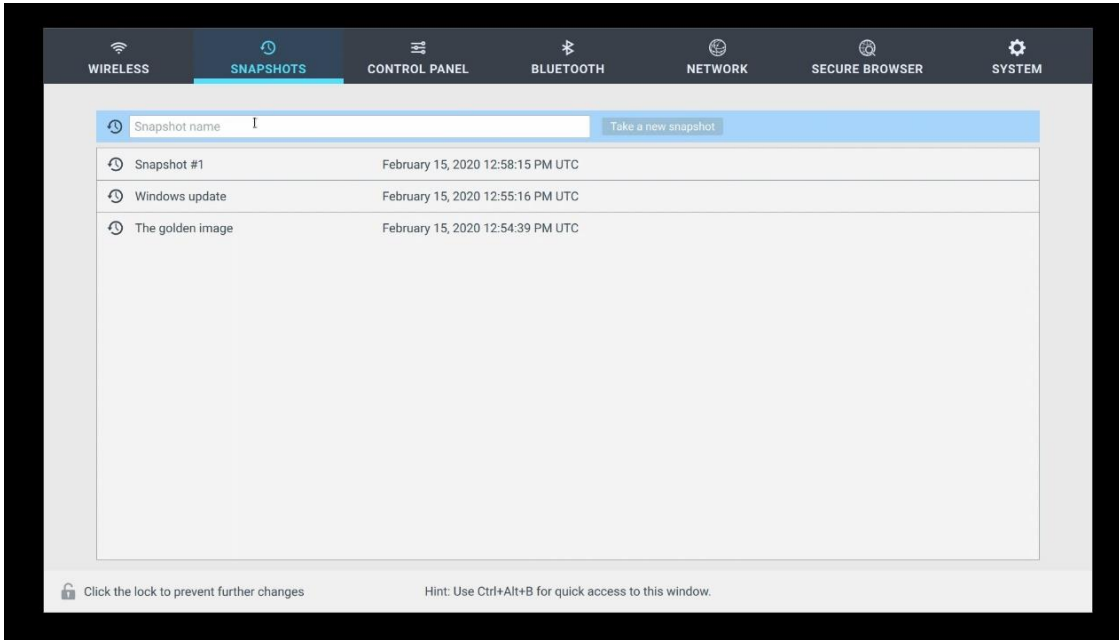 WIRELESS SNAPSHOTS CONTROL PANEL BLUETOOTH NETWORK SECURE BROWSER SYSTEM
Snapshot name Take a new snapshot
Snapshot #1 February 15, 2020 12:58:15 PM UTC
Windows update February 15, 2020 12:55:16 PM UTC
The golden image February 15, 2020 12:54:39 PM UTC
Click the lock to prevent further changes Hint: Use Ctrl+Alt+B for quick access to this window.